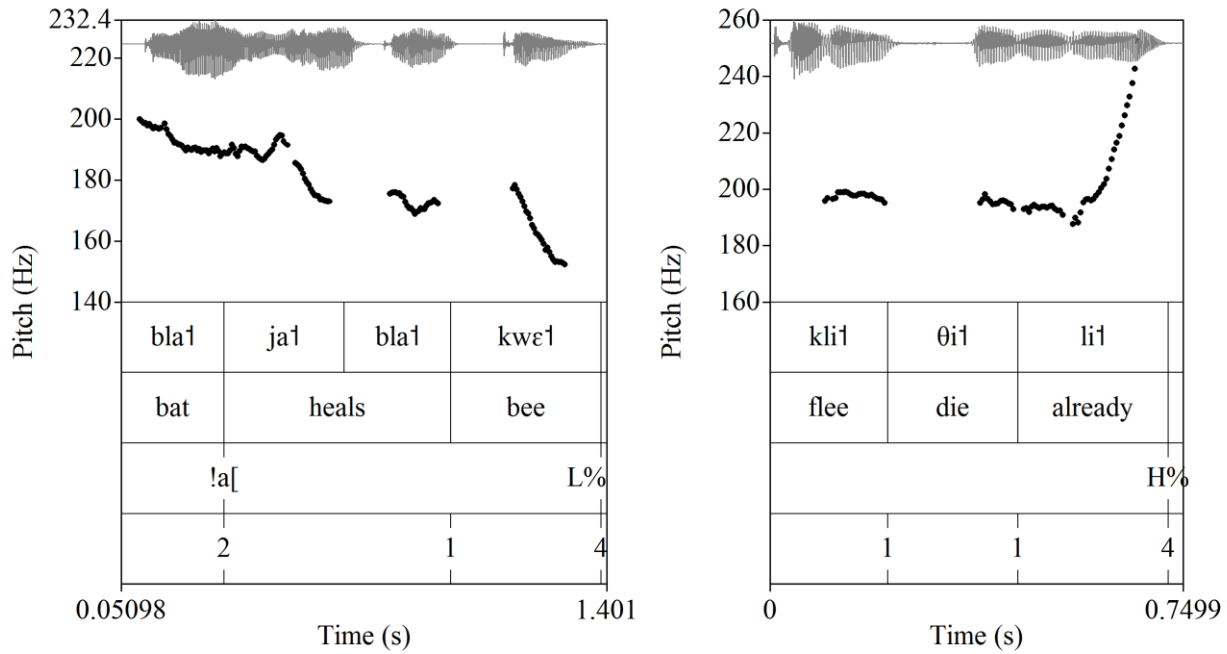 232.4
220
200
180
160
140
Pitch (Hz)
bla˥ ja˥ bla˥ kwɛ˥
bat heals bee
!a[ L%
2 1 4
0.05098 1.401
Time (s)
260
240
220
200
180
160
Pitch (Hz)
kli˥ θi˥ li˥
flee die already
H%
1 1 4
0 0.7499
Time (s)